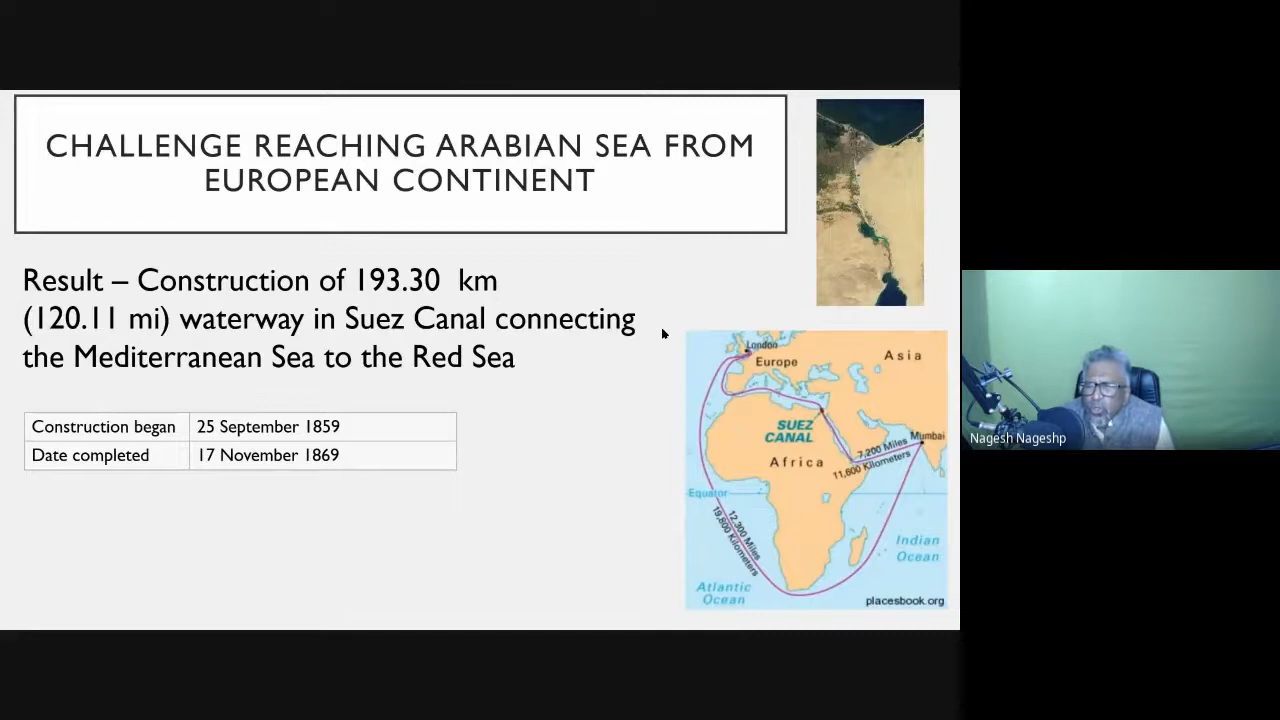 CHALLENGE REACHING ARABIAN SEA FROM
EUROPEAN CONTINENT
Result – Construction of 193.30 km
(120.11 mi) waterway in Suez Canal connecting
the Mediterranean Sea to the Red Sea
Construction began 25 September 1859
Date completed 17 November 1869
London
Europe
Asia
SUEZ
CANAL
Mumbai
7,200 Miles
11,600 Kilometers
Africa
Equator
12,300 Miles
19,800 Kilometers
Indian
Ocean
Atlantic
Ocean
placesbook.org
Nagesh Nageshp